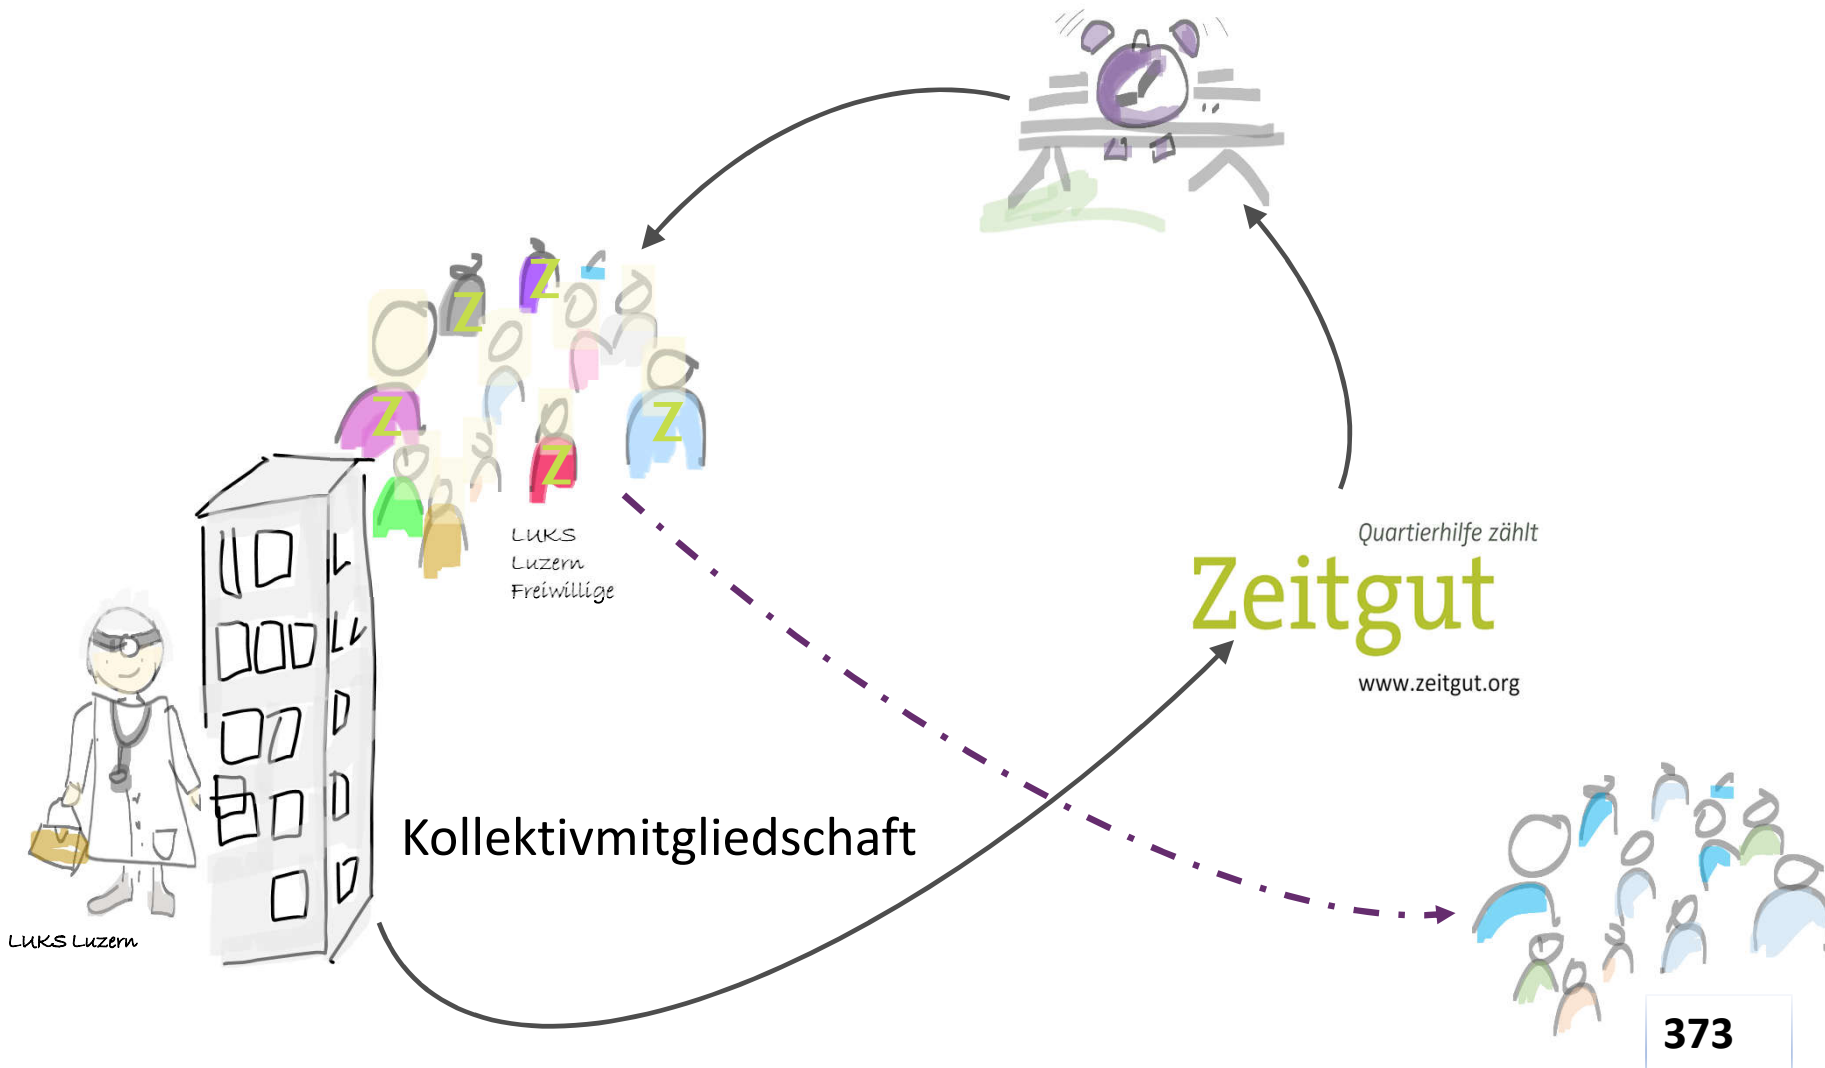 Z
Z
Z
Z
Z
LUKS
Luzern
Freiwillige
Quartierhilfe zählt
Zeitgut
www.zeitgut.org
Kollektivmitgliedschaft
LUKS Luzern
373